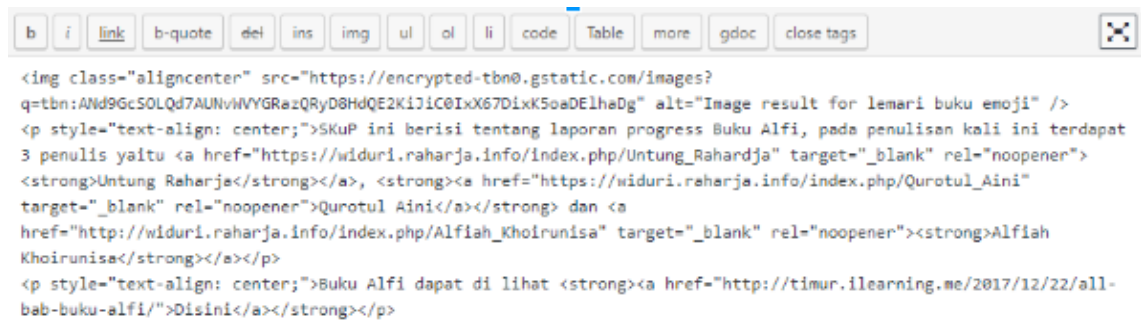 b i link b-quote del ins img ul ol li code Table more gdoc close tags
<img class="aligncenter" src="https://encrypted-tbn0.gstatic.com/images?
q=tbn:ANd9GcSOLQd7AUNvWVYGRazQRyD8HdQE2KiJiC0IxX67DixK5oaDElhaDg" alt="Image result for lemari buku emoji" />
<p style="text-align: center;">SKuP ini berisi tentang laporan progress Buku Alfi, pada penulisan kali ini terdapat
3 penulis yaitu <a href="https://widuri.raharja.info/index.php/Untung_Rahardja" target="_blank" rel="noopener">
<strong>Untung Raharja</strong></a>, <strong><a href="https://widuri.raharja.info/index.php/Qurotul_Aini"
target="_blank" rel="noopener">Qurotul Aini</a></strong> dan <a
href="http://widuri.raharja.info/index.php/Alfiah_Khoirunisa" target="_blank" rel="noopener"><strong>Alfiah
Khoirunisa</strong></a></p>
<p style="text-align: center;">Buku Alfi dapat di lihat <strong><a href="http://timur.ilearning.me/2017/12/22/all-
bab-buku-alfi/">Disini</a></strong></p>